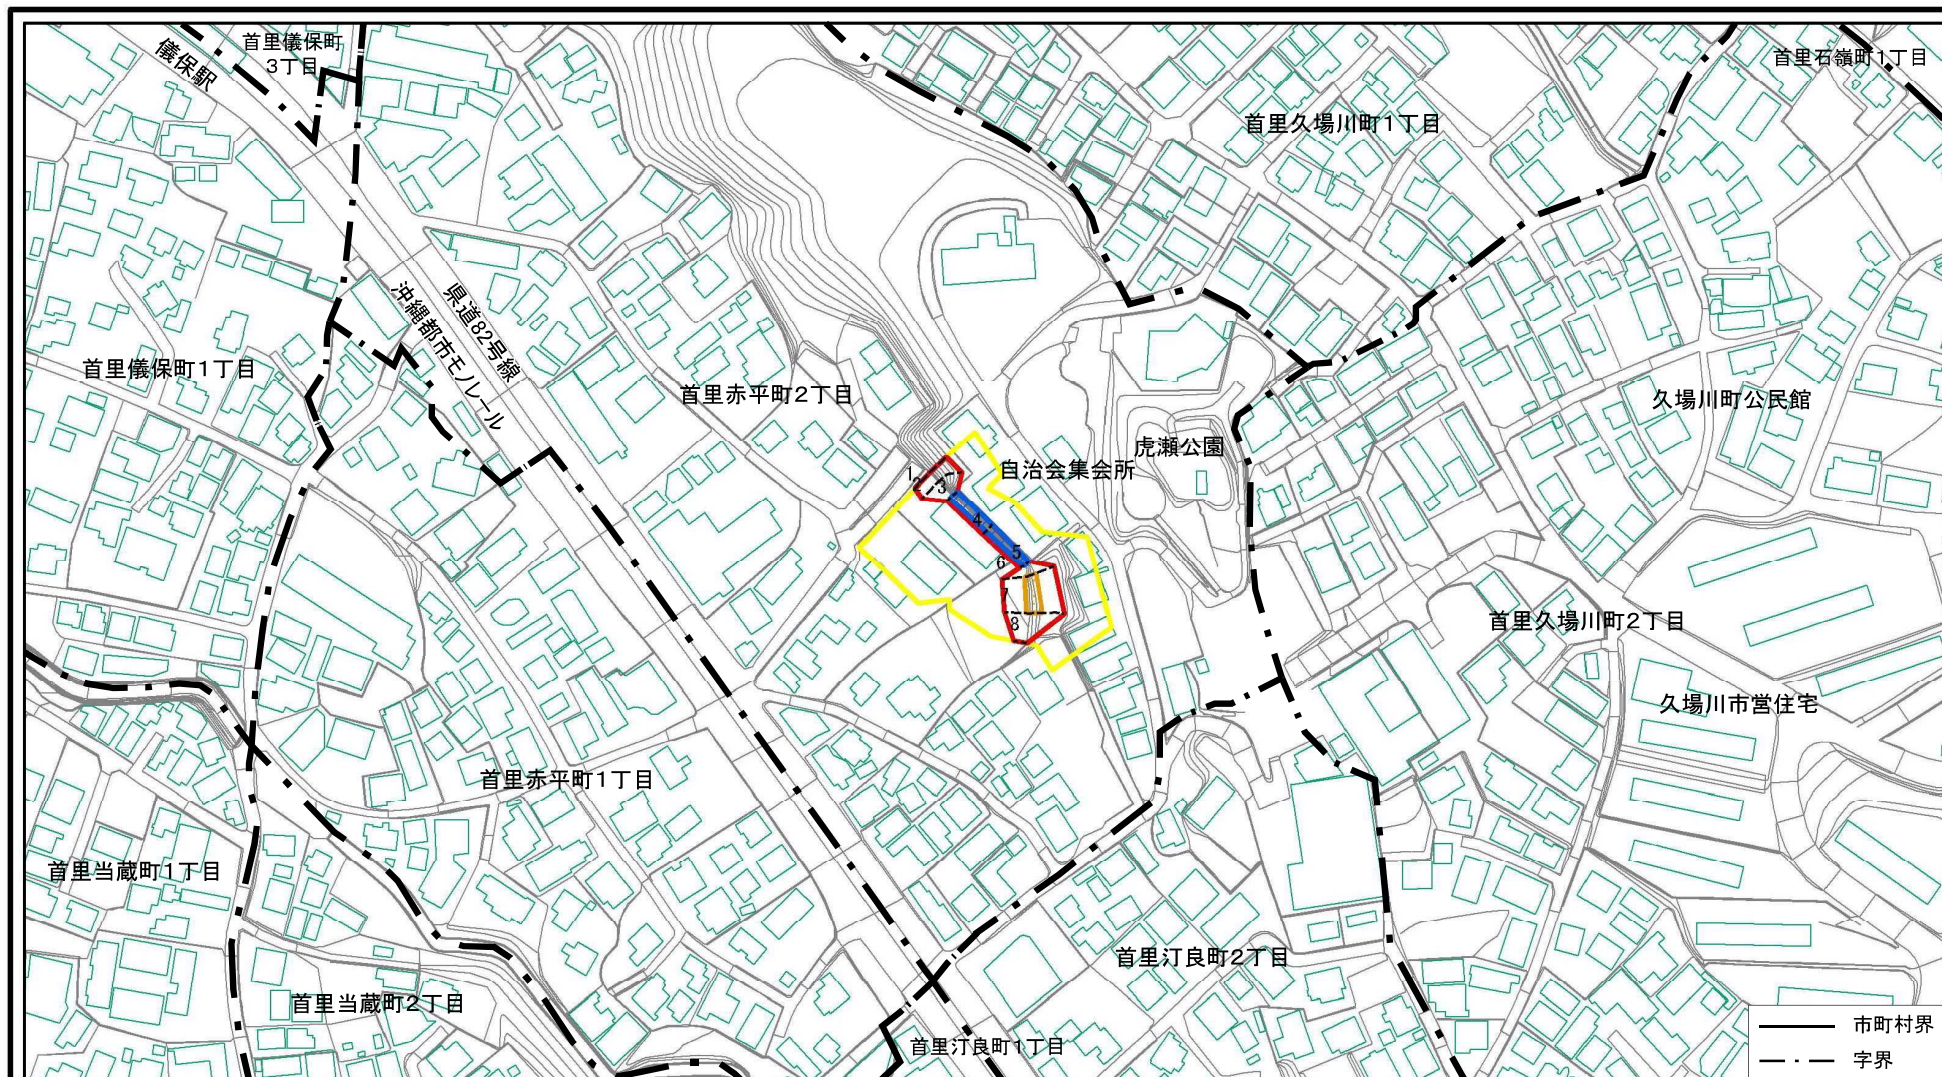 首里儀保町
3丁目
儀保駅
首里石嶺町1丁目
首里久場川町1丁目
県道82号線
沖縄都市モノレール
首里儀保町1丁目
首里赤平町2丁目
久場川町公民館
虎瀬公園
自治会集会所
1
2
3
4
5
6
7
8
首里久場川町2丁目
久場川市営住宅
首里赤平町1丁目
首里当蔵町1丁目
首里汀良町2丁目
首里当蔵町2丁目
首里汀良町1丁目
市町村界
字界